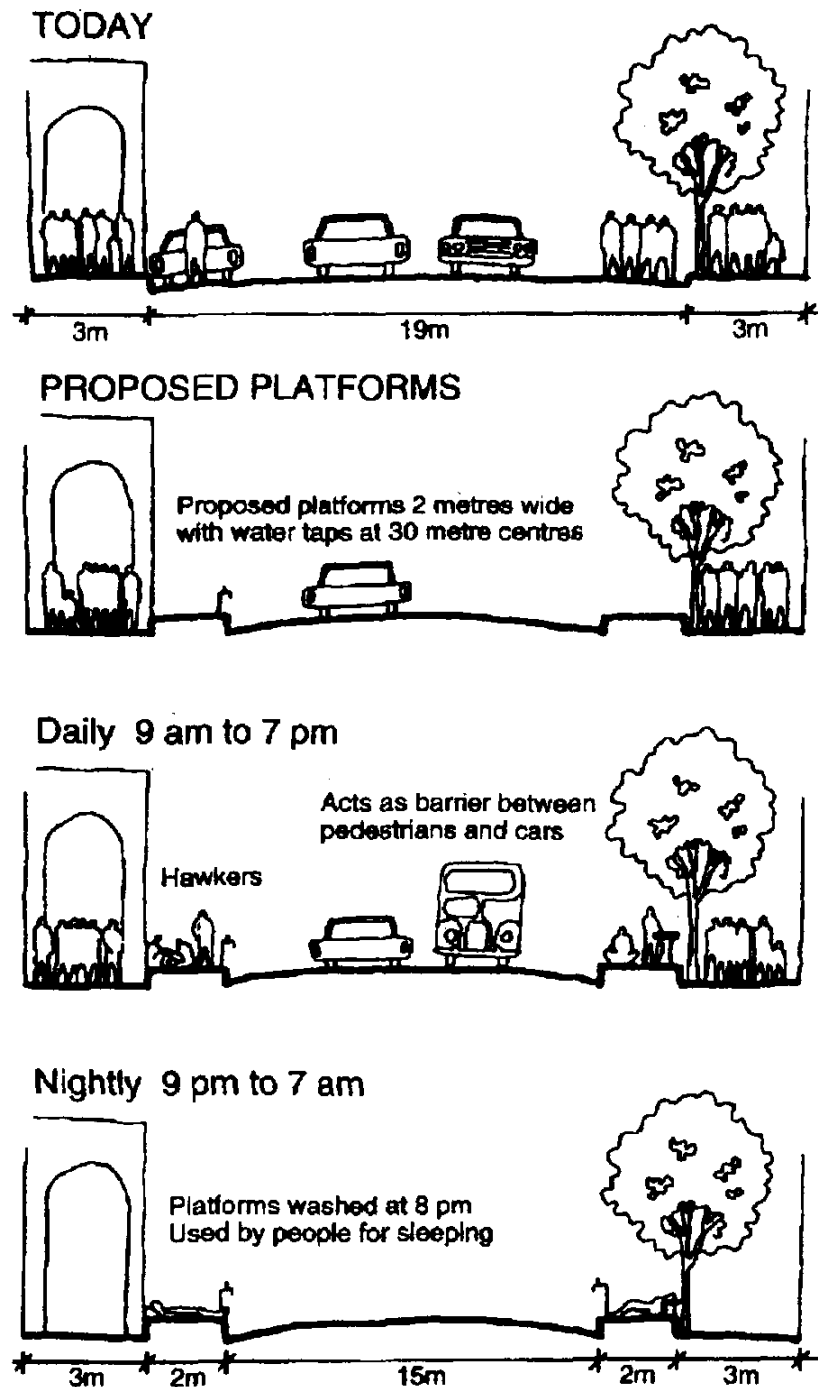 TODAY
3m 19m 3m
PROPOSED PLATFORMS
Proposed platforms 2 metres wide
with water taps at 30 metre centres
Daily 9 am to 7 pm
Acts as barrier between
pedestrians and cars
Hawkers
Nightly 9 pm to 7 am
Platforms washed at 8 pm
Used by people for sleeping
3m 2m 15m 2m 3m